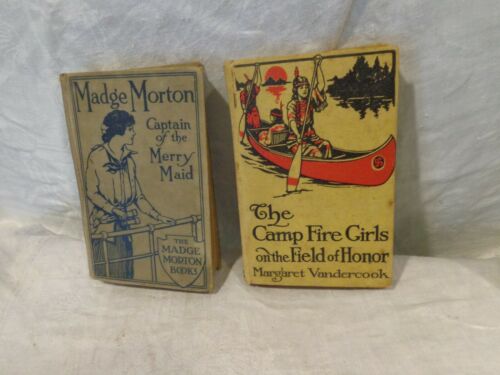 Madge Morton
Captain
of the
Merry
Maid
THE
MADGE
MORTON
BOOKS
The
Camp Fire Girls
on the Field of Honor
Margaret Vandercook